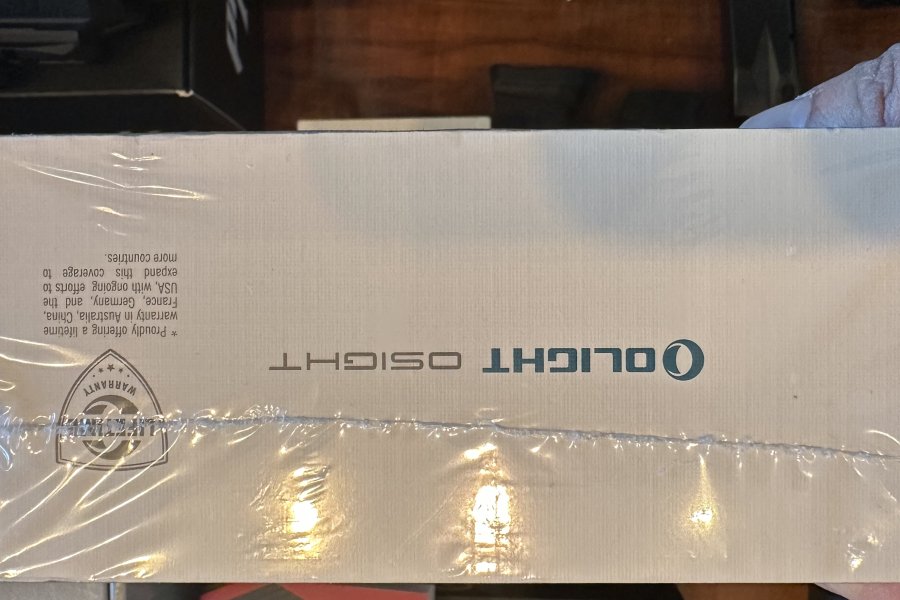 OLIGHT OSIGHT
LIFETIME
WARRANTY
* Proudly offering a lifetime
warranty in Australia, China,
France, Germany, and the
USA, with ongoing efforts to
expand this coverage to
more countries.